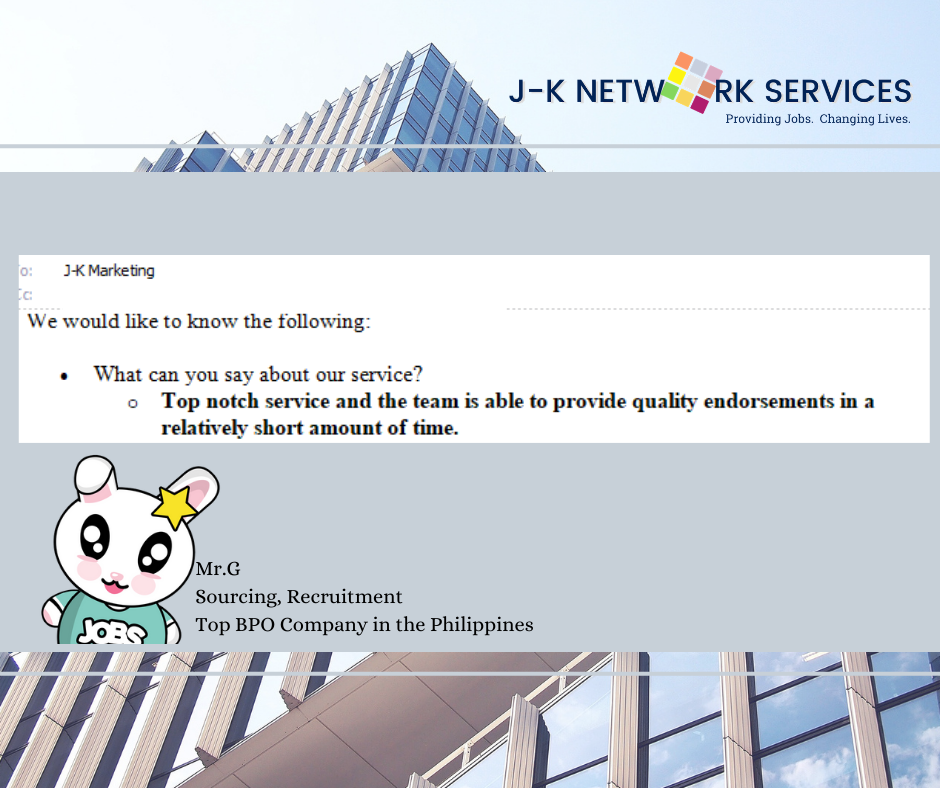 J-K NETW RK SERVICES
Providing Jobs. Changing Lives.
o: J-K Marketing
Cc:
We would like to know the following:
• What can you say about our service?
o Top notch service and the team is able to provide quality endorsements in a
relatively short amount of time.
JOBS
Mr.G
Sourcing, Recruitment
Top BPO Company in the Philippines